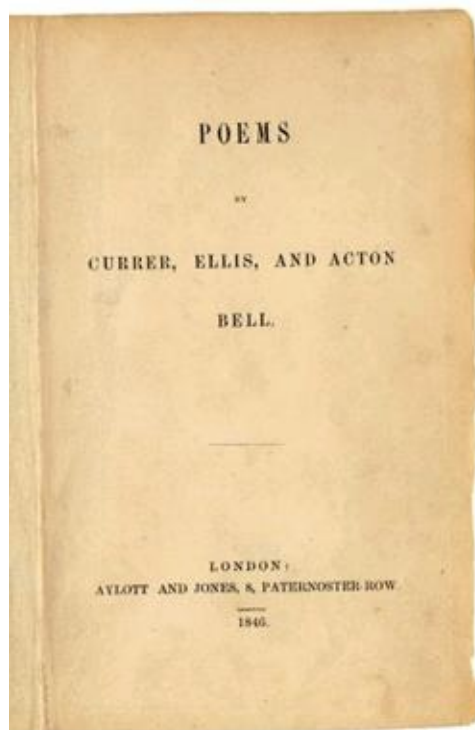 POEMS
BY
CURRER, ELLIS, AND ACTON
BELL.
LONDON:
AYLOTT AND JONES, 8, PATERNOSTER-ROW
1846.